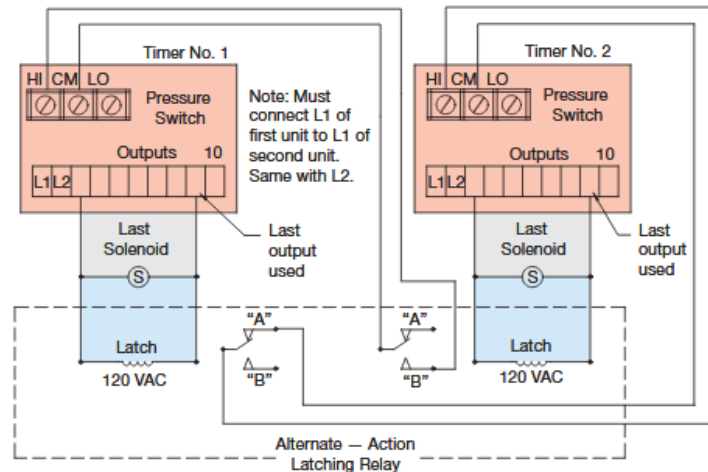 Timer No. 1
HI CM LO
Pressure
Switch
Outputs 10
L1 L2
Last
Solenoid
S
Last
output
used
Latch
120 VAC
Note: Must
connect L1 of
first unit to L1 of
second unit.
Same with L2.
Timer No. 2
HI CM LO
Pressure
Switch
Outputs 10
L1 L2
Last
Solenoid
S
Last
output
used
Latch
120 VAC
“A”
“B”
“A”
“B”
Alternate — Action
Latching Relay